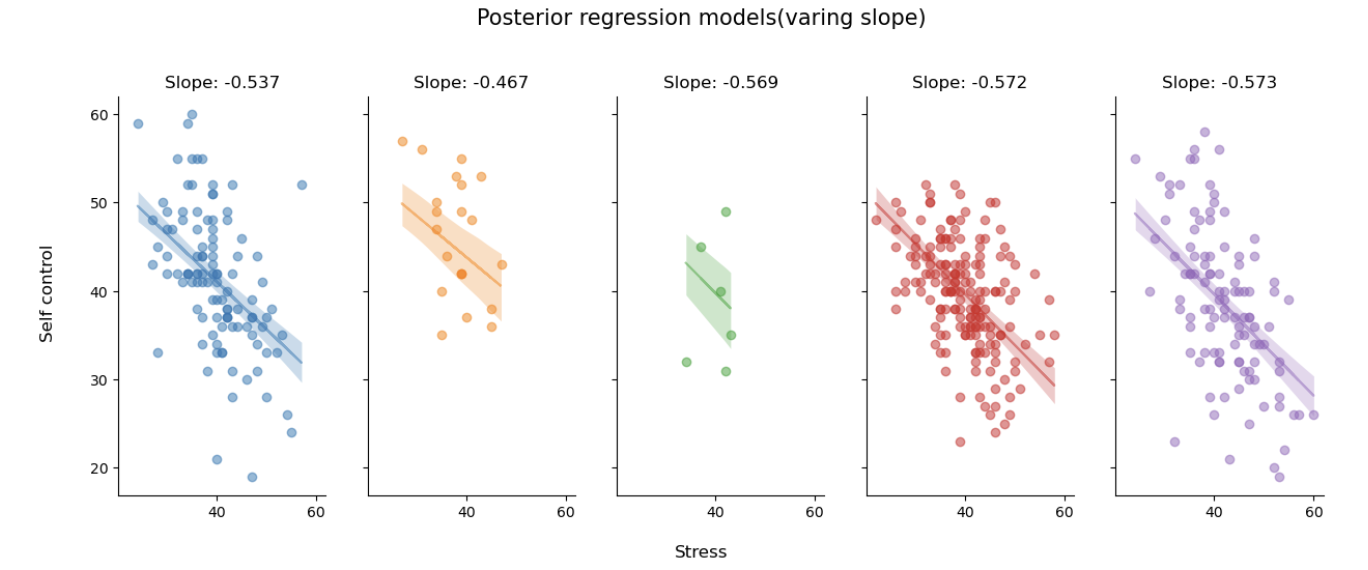 Posterior regression models(varing slope)
Slope: -0.537
Slope: -0.467
Slope: -0.569
Slope: -0.572
Slope: -0.573
60
50
40
30
20
Self control
40 60
40 60
40 60
40 60
40 60
Stress